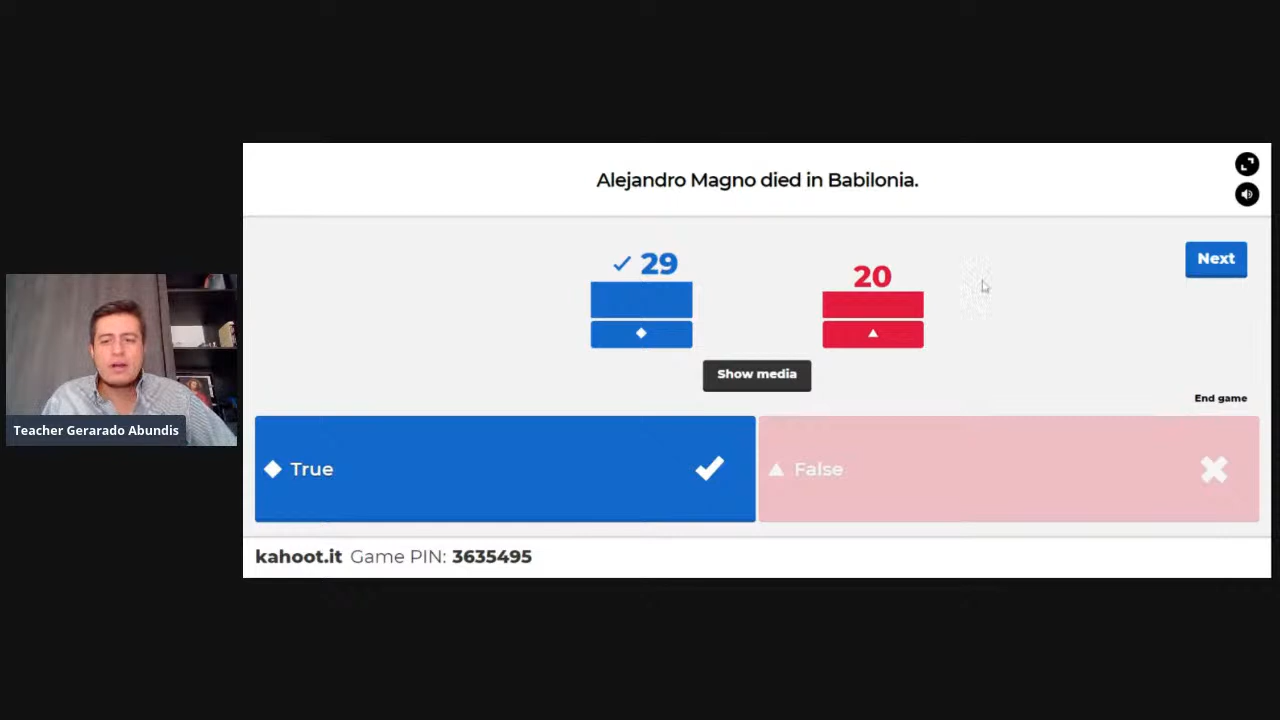 Alejandro Magno died in Babilonia.
29
20
Next
Show media
End game
Teacher Gerarado Abundis
True
False
kahoot.it Game PIN: 3635495